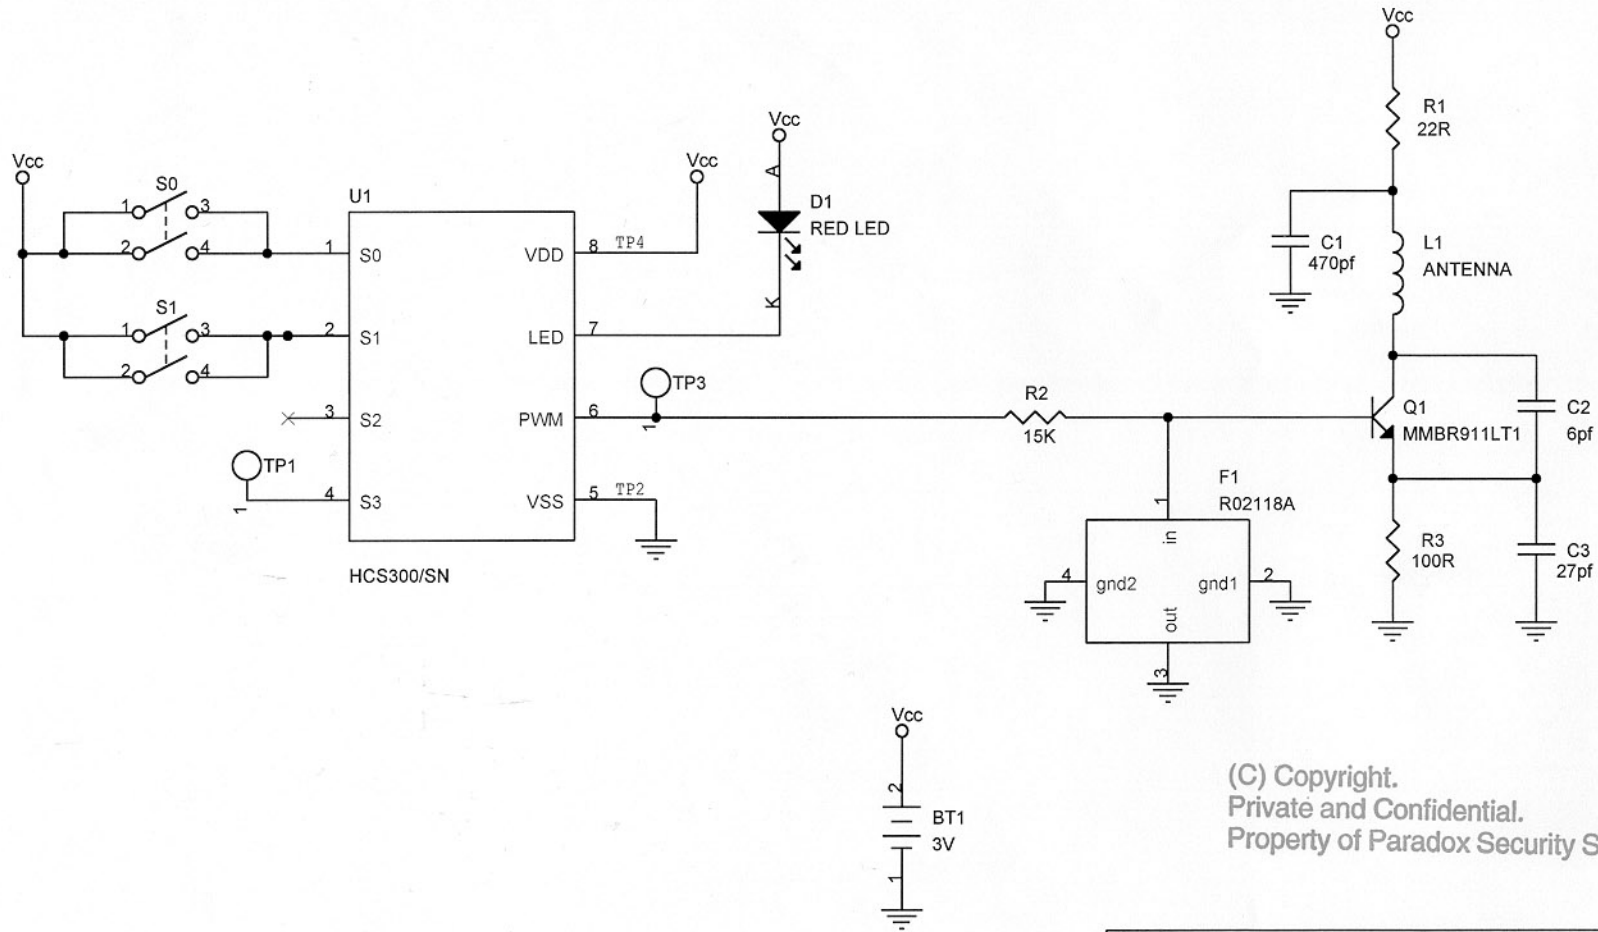 Vcc
R1
22R
Vcc
A
D1
RED LED
K
Vcc
Vcc
S0
1
3
2
4
S1
1
3
2
4
U1
1
S0
2
S1
3
S2
4
S3
TP1
1
VDD
8
TP4
LED
7
PWM
6
VSS
5
TP2
HCS300/SN
TP3
1
R2
15K
C1
470pf
L1
ANTENNA
Q1
MMBR911LT1
C2
6pf
F1
R02118A
1
in
4
gnd2
gnd1
2
out
3
R3
100R
C3
27pf
Vcc
2
BT1
3V
1
(C) Copyright.
Private and Confidential.
Property of Paradox Security S